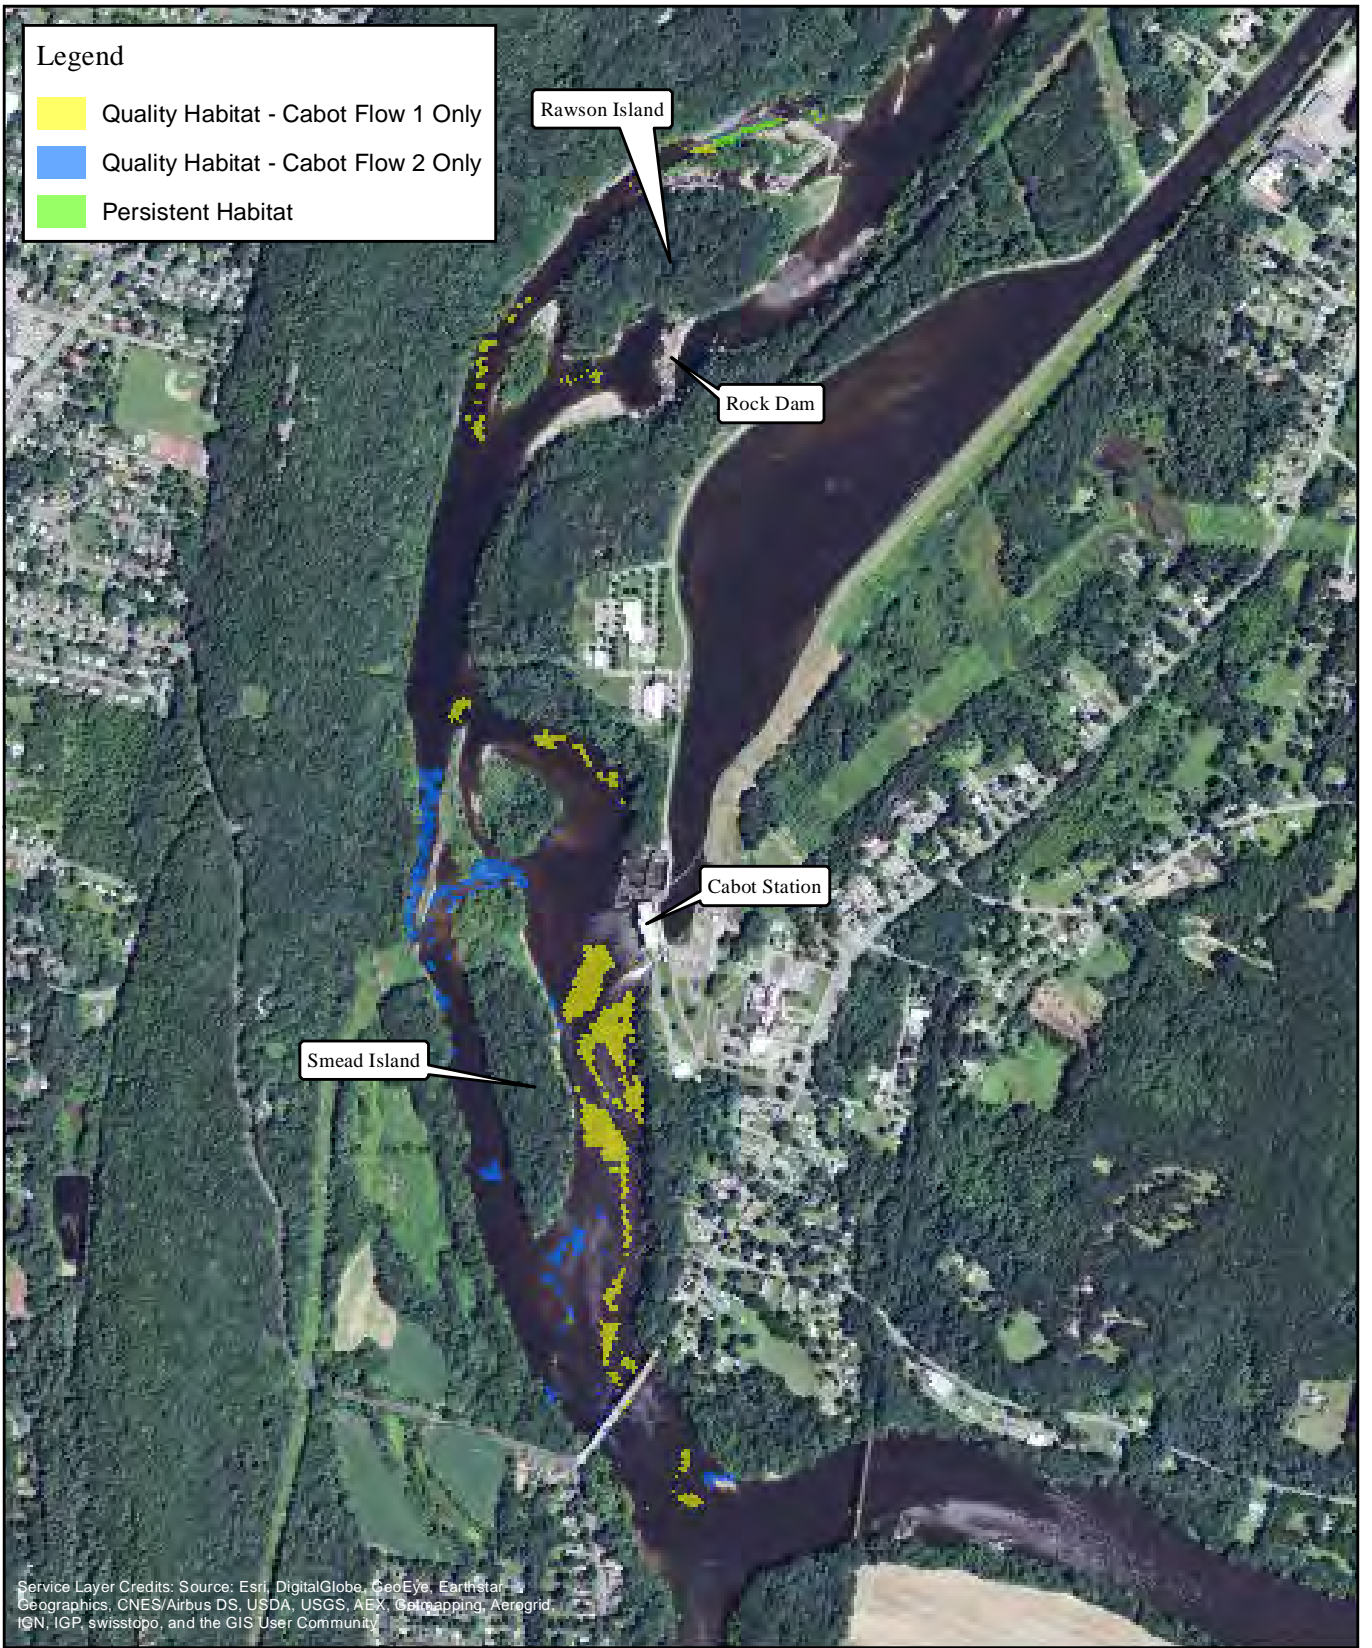 Legend
Quality Habitat - Cabot Flow 1 Only
Quality Habitat - Cabot Flow 2 Only
Persistent Habitat
Rawson Island
Rock Dam
Cabot Station
Smead Island
Service Layer Credits: Source: Esri, DigitalGlobe, GeoEye, Earthstar
Geographics, CNES/Airbus DS, USDA, USGS, AEX, Getmapping, Aerogrid,
IGN, IGP, swisstopo, and the GIS User Community